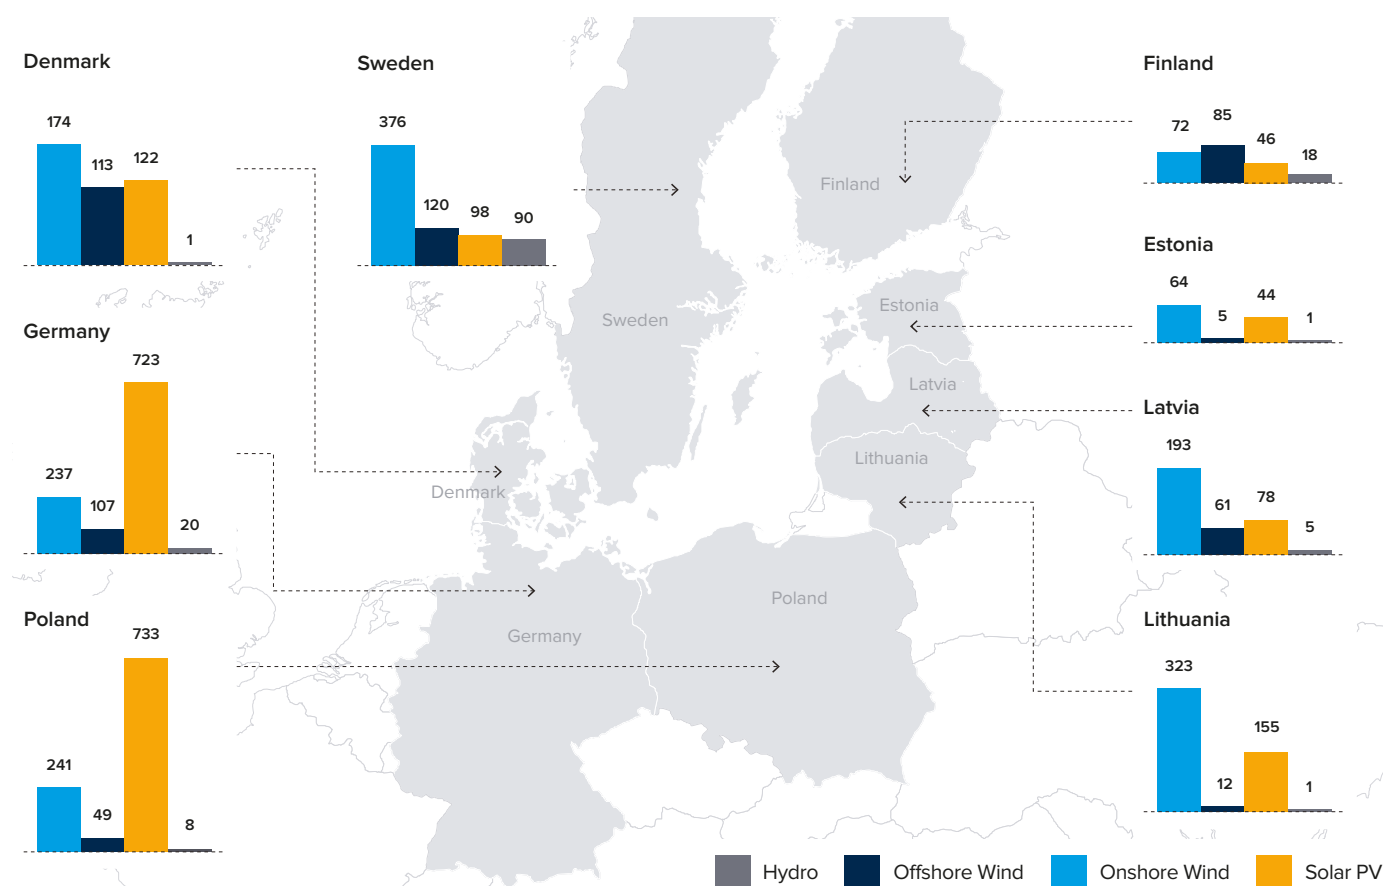 Denmark
174
113
122
1
Sweden
376
120
98
90
Finland
72
85
46
18
Estonia
64
5
44
1
Germany
237
107
723
20
Latvia
193
61
78
5
Poland
241
49
733
8
Lithuania
323
12
155
1
Finland
Sweden
Estonia
Latvia
Lithuania
Denmark
Poland
Germany
Hydro
Offshore Wind
Onshore Wind
Solar PV